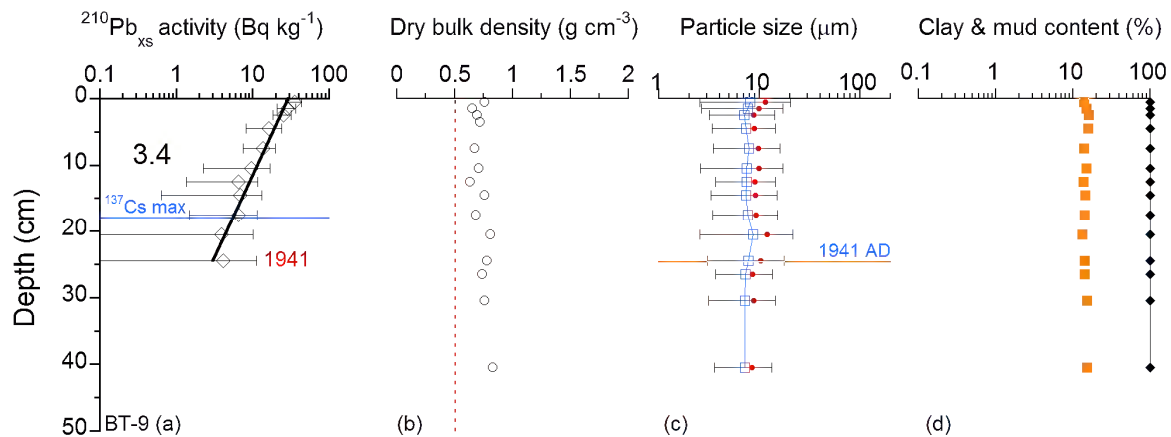 ²¹⁰Pbxs activity (Bq kg⁻¹)
Dry bulk density (g cm⁻³)
Particle size (μm)
Clay & mud content (%)
0.1 1 10 100
0 0.5 1 1.5 2
1 10 100
0.1 1 10 100
0
10
20
30
40
50
Depth (cm)
3.4
¹³⁷Cs max
1941
1941 AD
BT-9 (a)
(b)
(c)
(d)